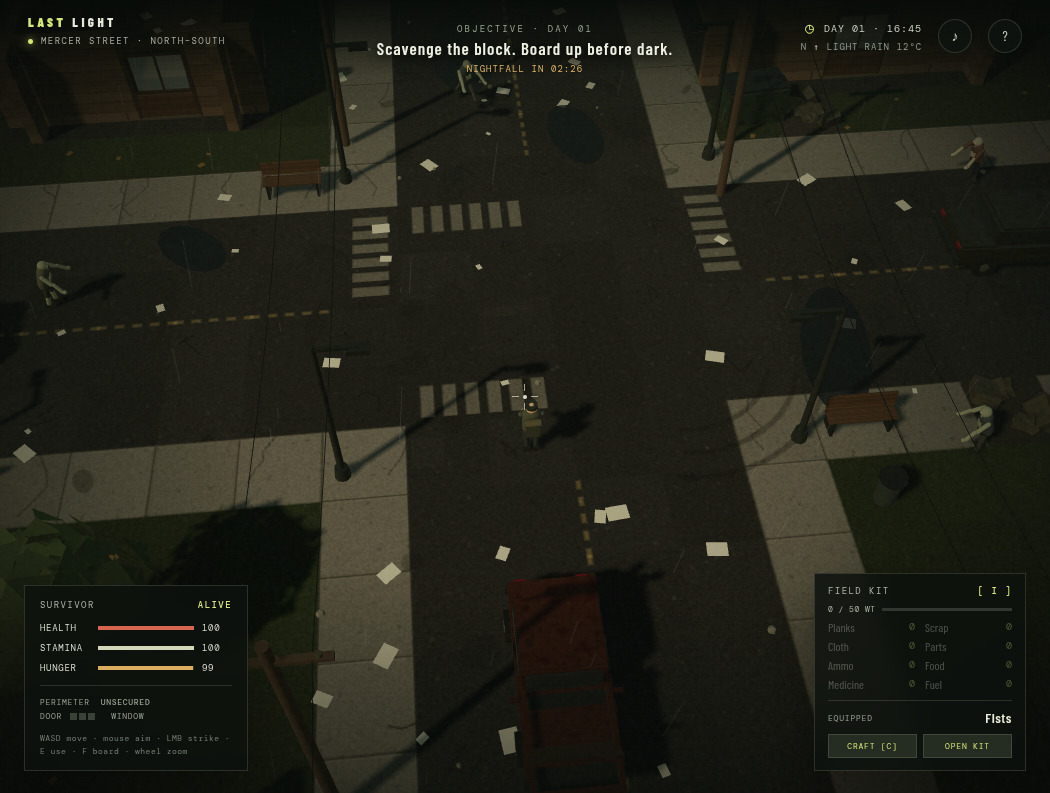 LAST LIGHT
MERCER STREET · NORTH-SOUTH
OBJECTIVE · DAY 01
Scavenge the block. Board up before dark.
NIGHTFALL IN 02:26
DAY 01 · 16:45
N ↑ LIGHT RAIN 12°C
♪
?
SURVIVOR ALIVE
HEALTH 100
STAMINA 100
HUNGER 99
PERIMETER UNSECURED
DOOR WINDOW
WASD move · mouse aim · LMB strike ·
E use · F board · wheel zoom
FIELD KIT [ I ]
0 / 50 WT
Planks 0 Scrap 0
Cloth 0 Parts 0
Ammo 0 Food 0
Medicine 0 Fuel 0
EQUIPPED Fists
CRAFT [C] OPEN KIT